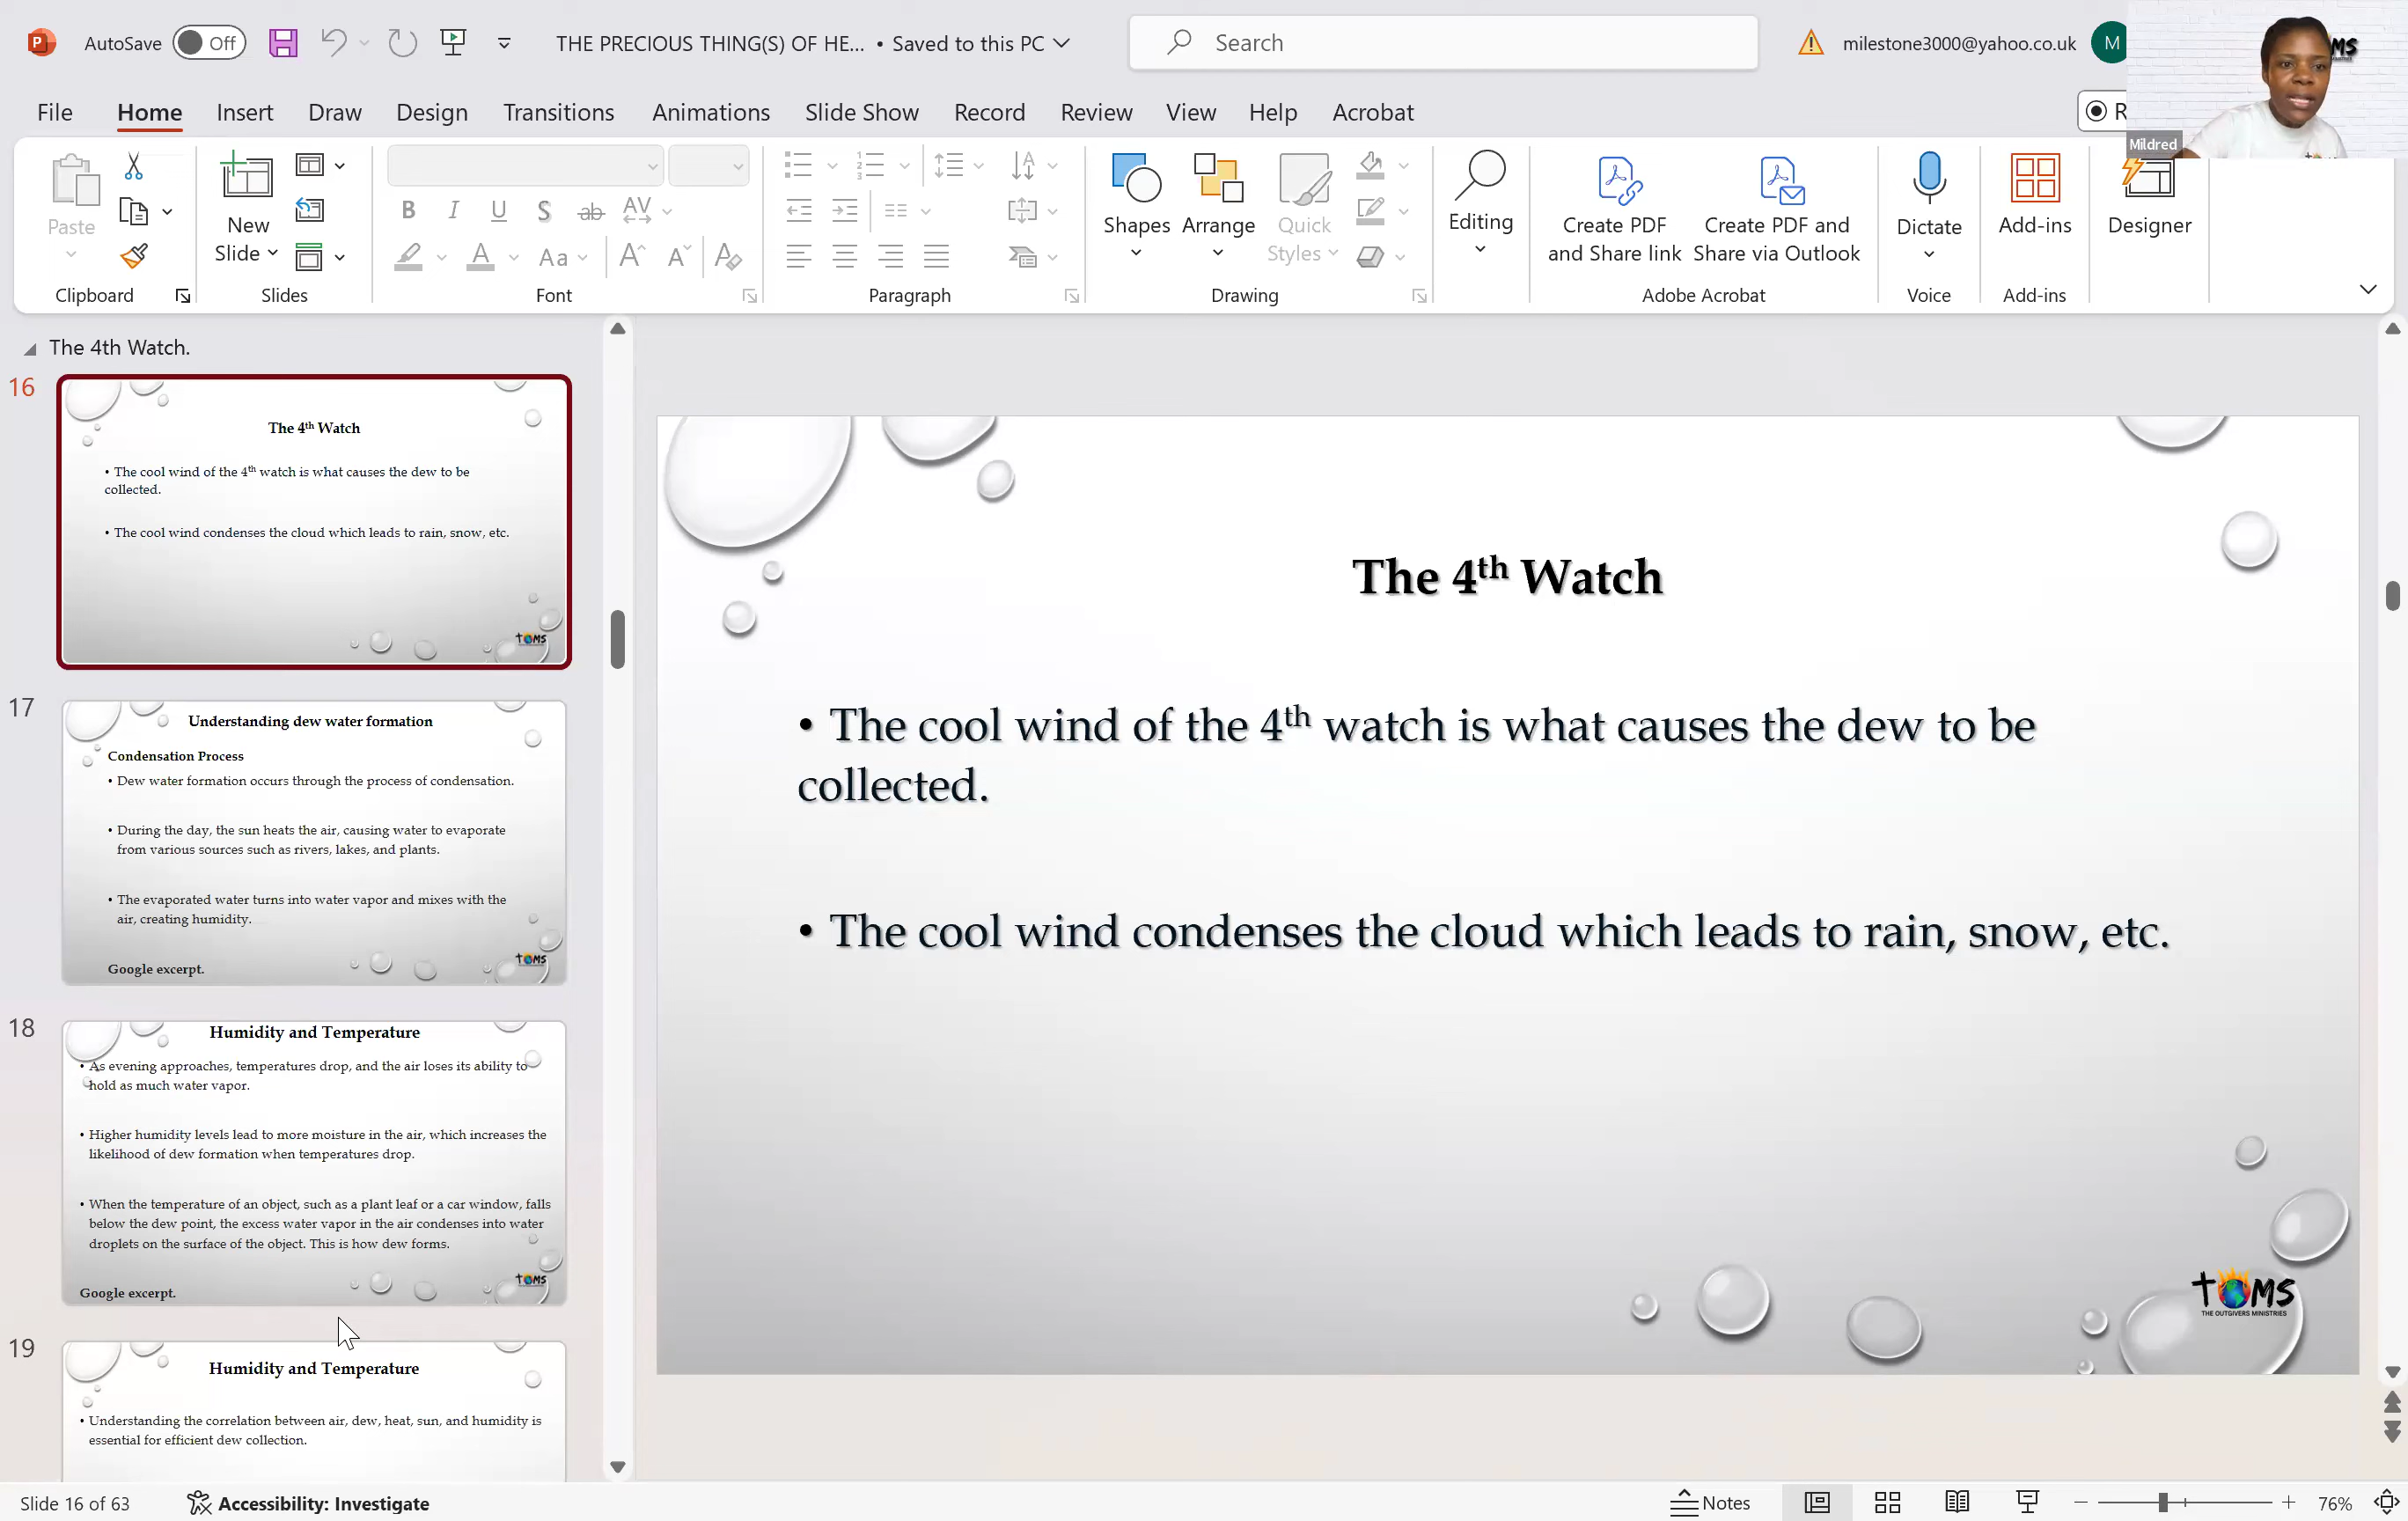 AutoSave Off THE PRECIOUS THING(S) OF HE... • Saved to this PC Search milestone3000@yahoo.co.uk M
File Home Insert Draw Design Transitions Animations Slide Show Record Review View Help Acrobat
Mildred
Paste
New
Slide
B I U S ab AV
Aa A A
Shapes Arrange Quick
Styles
Editing
Create PDF
and Share link
Create PDF and
Share via Outlook
Dictate
Add-ins
Designer
Clipboard Slides Font Paragraph Drawing Adobe Acrobat Voice Add-ins
The 4th Watch.
16
The 4th Watch
• The cool wind of the 4th watch is what causes the dew to be
collected.
• The cool wind condenses the cloud which leads to rain, snow, etc.
TOMS
17
Understanding dew water formation
Condensation Process
• Dew water formation occurs through the process of condensation.
• During the day, the sun heats the air, causing water to evaporate
from various sources such as rivers, lakes, and plants.
• The evaporated water turns into water vapor and mixes with the
air, creating humidity.
Google excerpt.
TOMS
18
Humidity and Temperature
• As evening approaches, temperatures drop, and the air loses its ability to
hold as much water vapor.
• Higher humidity levels lead to more moisture in the air, which increases the
likelihood of dew formation when temperatures drop.
• When the temperature of an object, such as a plant leaf or a car window, falls
below the dew point, the excess water vapor in the air condenses into water
droplets on the surface of the object. This is how dew forms.
Google excerpt.
TOMS
19
Humidity and Temperature
• Understanding the correlation between air, dew, heat, sun, and humidity is
essential for efficient dew collection.
The 4th Watch
• The cool wind of the 4th watch is what causes the dew to be
collected.
• The cool wind condenses the cloud which leads to rain, snow, etc.
TOMS
THE OUTGIVERS MINISTRIES
Slide 16 of 63 Accessibility: Investigate Notes 76%